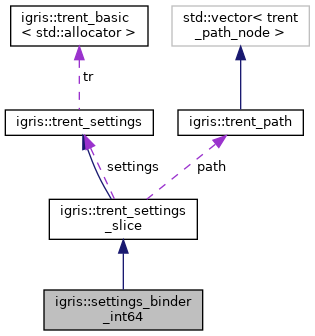 igris::trent_basic
< std::allocator >
std::vector< trent
_path_node >
tr
igris::trent_settings
igris::trent_path
settings
path
igris::trent_settings
_slice
igris::settings_binder
_int64